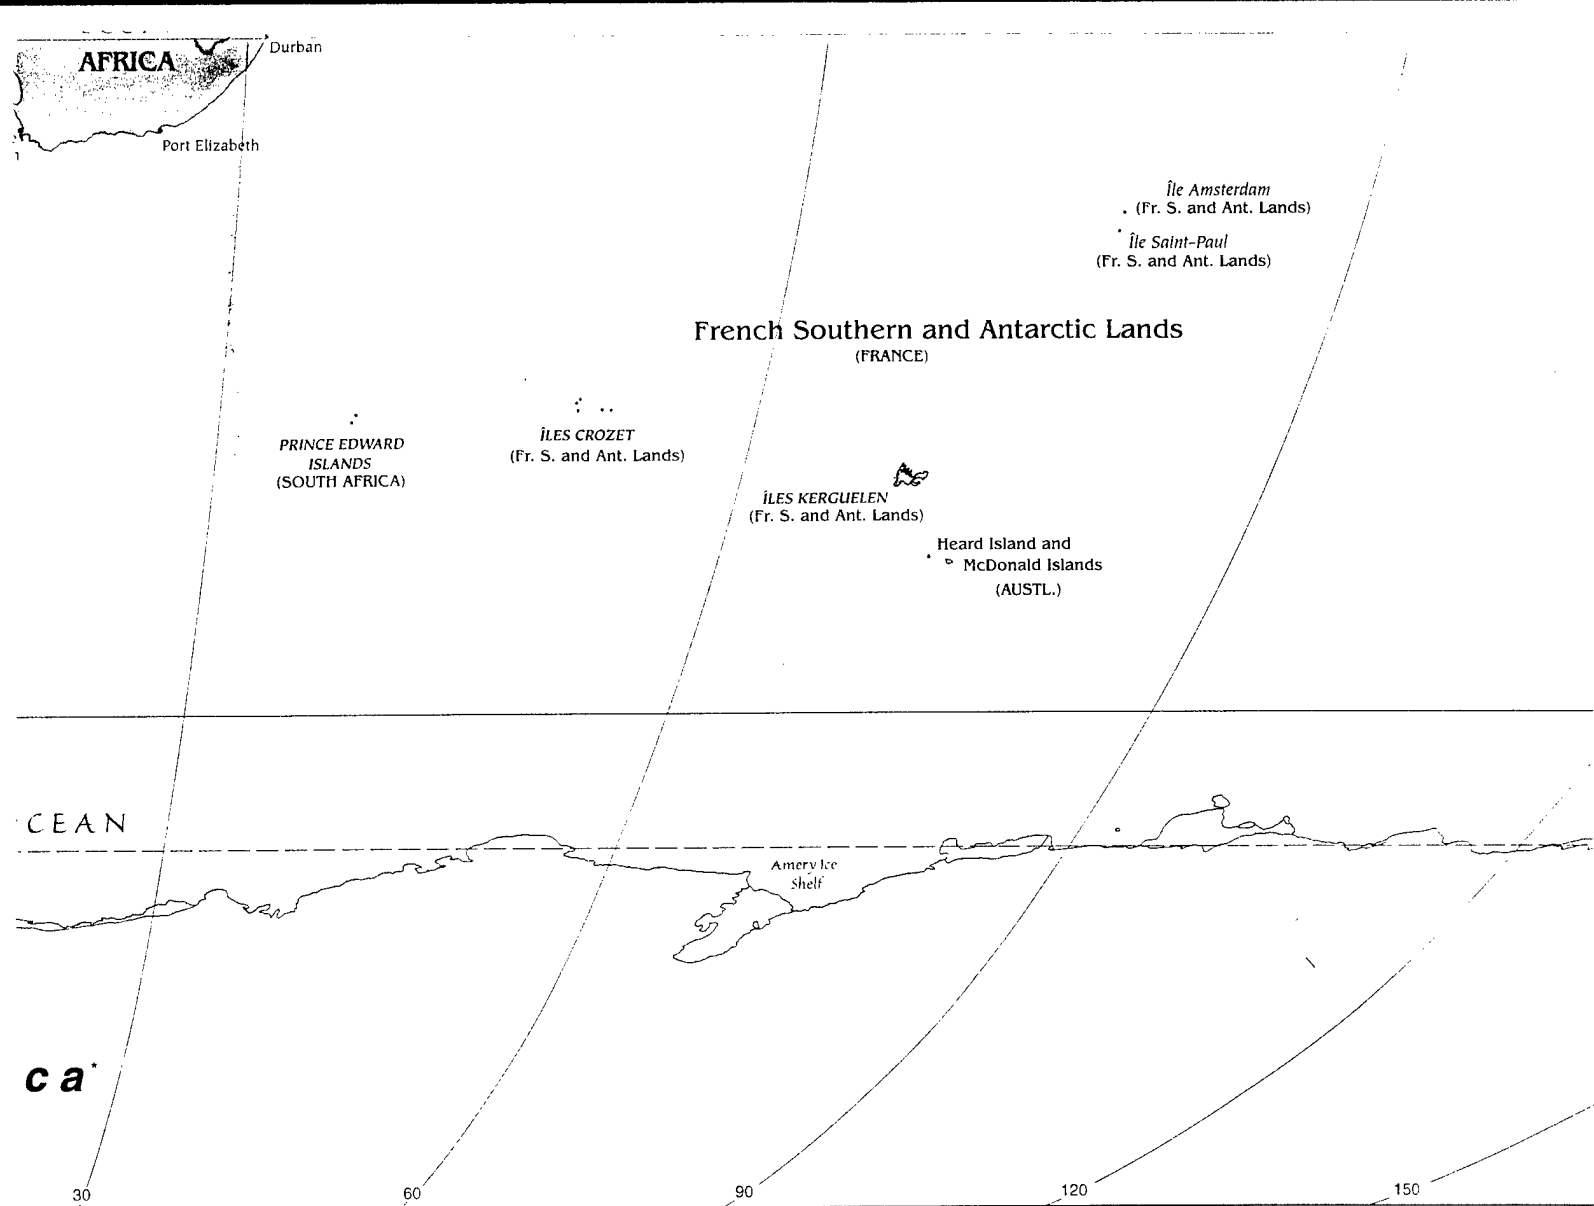 AFRICA
Durban
Port Elizabeth
Île Amsterdam
(Fr. S. and Ant. Lands)
Île Saint-Paul
(Fr. S. and Ant. Lands)
French Southern and Antarctic Lands
(FRANCE)
PRINCE EDWARD
ISLANDS
(SOUTH AFRICA)
ÎLES CROZET
(Fr. S. and Ant. Lands)
ÎLES KERGUELEN
(Fr. S. and Ant. Lands)
Heard Island and
McDonald Islands
(AUSTL.)
CEAN
Amery Ice
Shelf
ca*
30
60
90
120
150